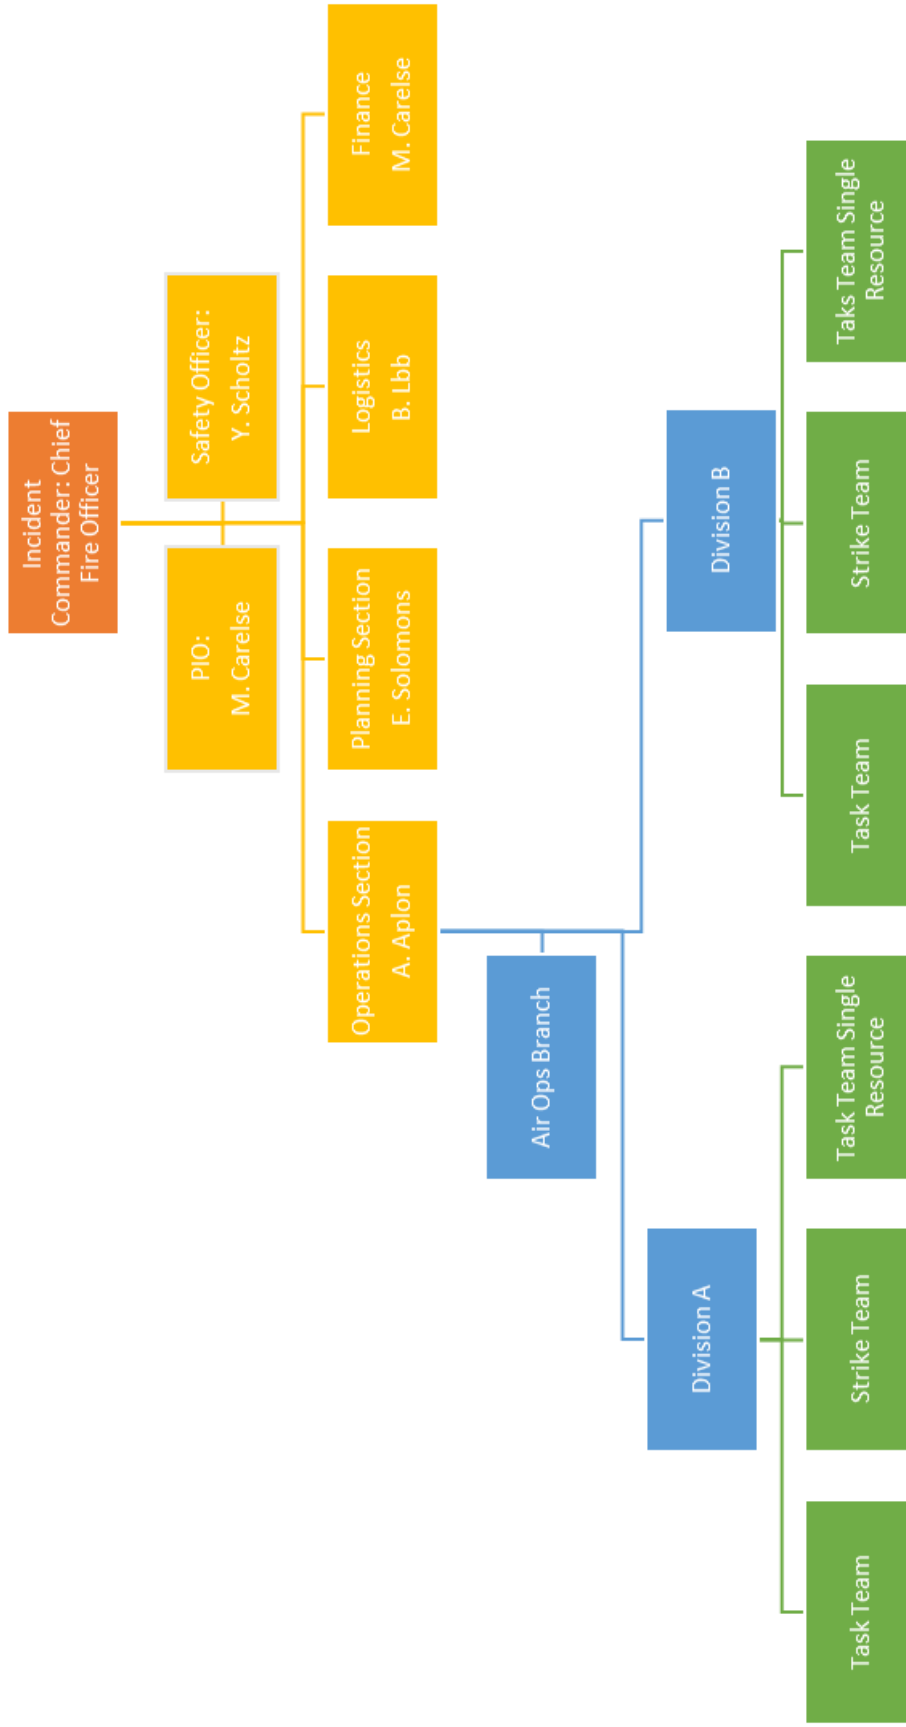 Incident
Commander: Chief
Fire Officer
PIO:
M. Carelse
Safety Officer:
Y. Scholtz
Operations Section
A. Aplon
Planning Section
E. Solomons
Logistics
B. Lbb
Finance
M. Carelse
Air Ops Branch
Division A
Division B
Task Team
Strike Team
Task Team Single
Resource
Task Team
Strike Team
Taks Team Single
Resource